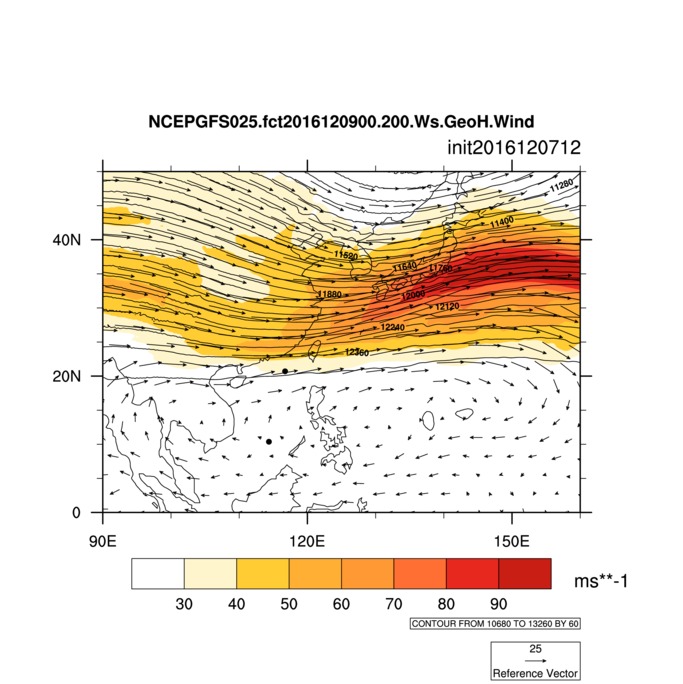 NCEPGFS025.fct2016120900.200.Ws.GeoH.Wind
init2016120712
11280
11400
40N
11520
11640
11760
11880
12000
12120
12240
12360
20N
0
90E 120E 150E
30 40 50 60 70 80 90
ms**-1
CONTOUR FROM 10680 TO 13260 BY 60
25
Reference Vector